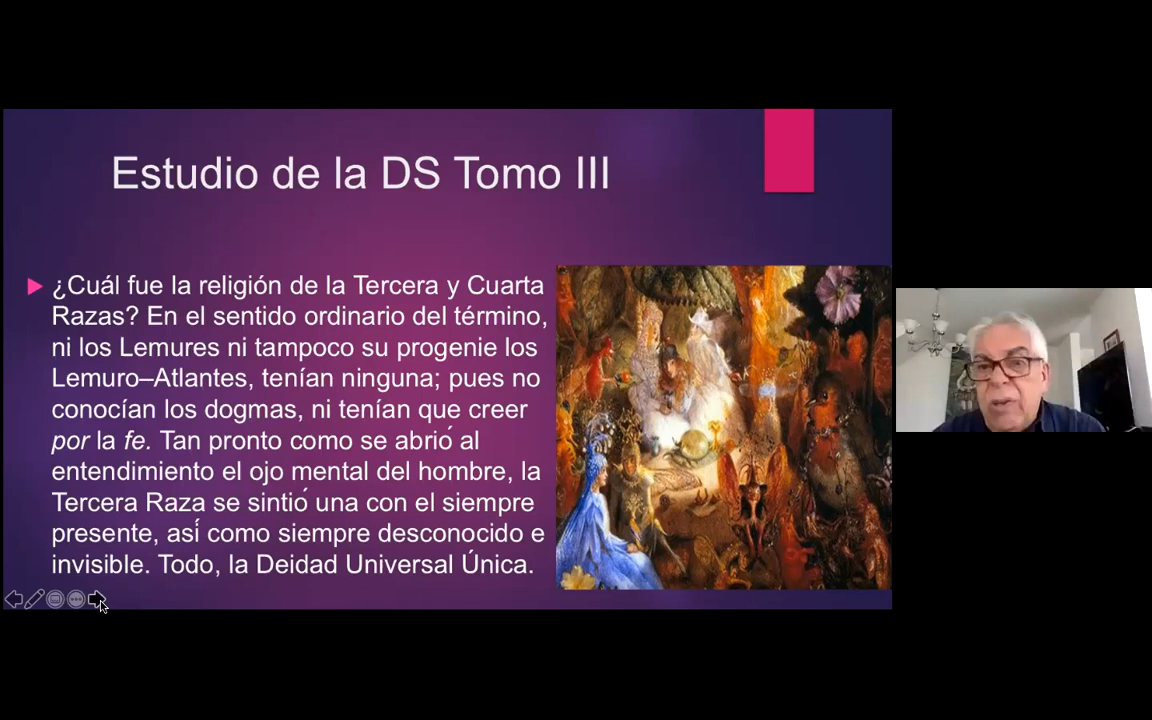 Estudio de la DS Tomo III
¿Cuál fue la religión de la Tercera y Cuarta
Razas? En el sentido ordinario del término,
ni los Lemures ni tampoco su progenie los
Lemuro–Atlantes, tenían ninguna; pues no
conocían los dogmas, ni tenían que creer
por la fe. Tan pronto como se abrió al
entendimiento el ojo mental del hombre, la
Tercera Raza se sintió una con el siempre
presente, así como siempre desconocido e
invisible. Todo, la Deidad Universal Única.